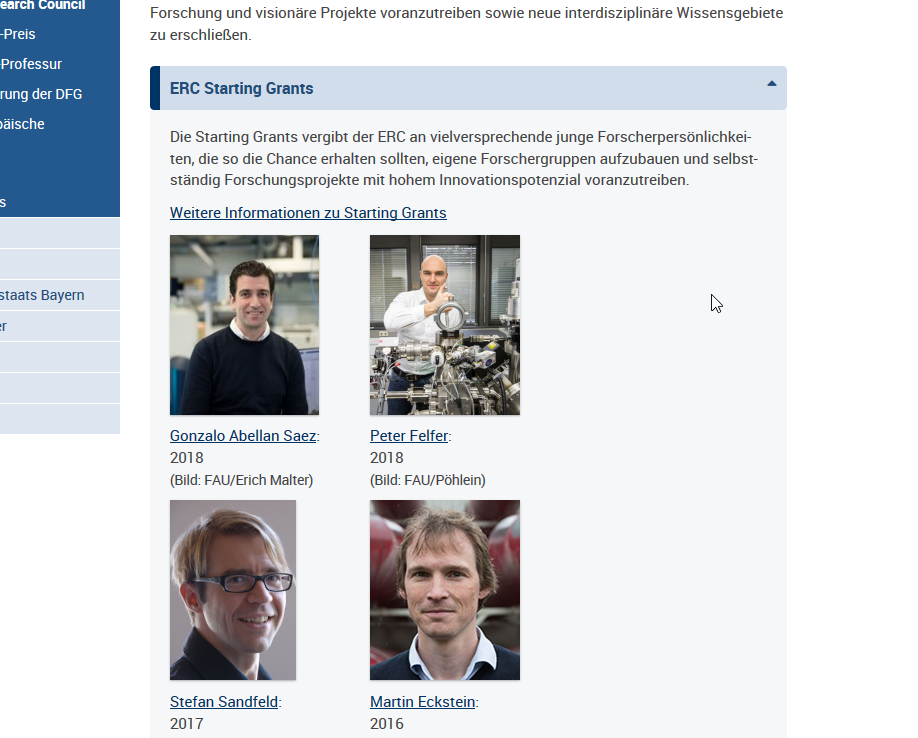 earch Council
-Preis
-Professur
rung der DFG
päische
s
staats Bayern
er
Forschung und visionäre Projekte voranzutreiben sowie neue interdisziplinäre Wissensgebiete
zu erschließen.
ERC Starting Grants
Die Starting Grants vergibt der ERC an vielversprechende junge Forscherpersönlichkei-
ten, die so die Chance erhalten sollten, eigene Forschergruppen aufzubauen und selbst-
ständig Forschungsprojekte mit hohem Innovationspotenzial voranzutreiben.
Weitere Informationen zu Starting Grants
Gonzalo Abellan Saez:
2018
(Bild: FAU/Erich Malter)
Peter Felfer:
2018
(Bild: FAU/Pöhlein)
Stefan Sandfeld:
2017
Martin Eckstein:
2016